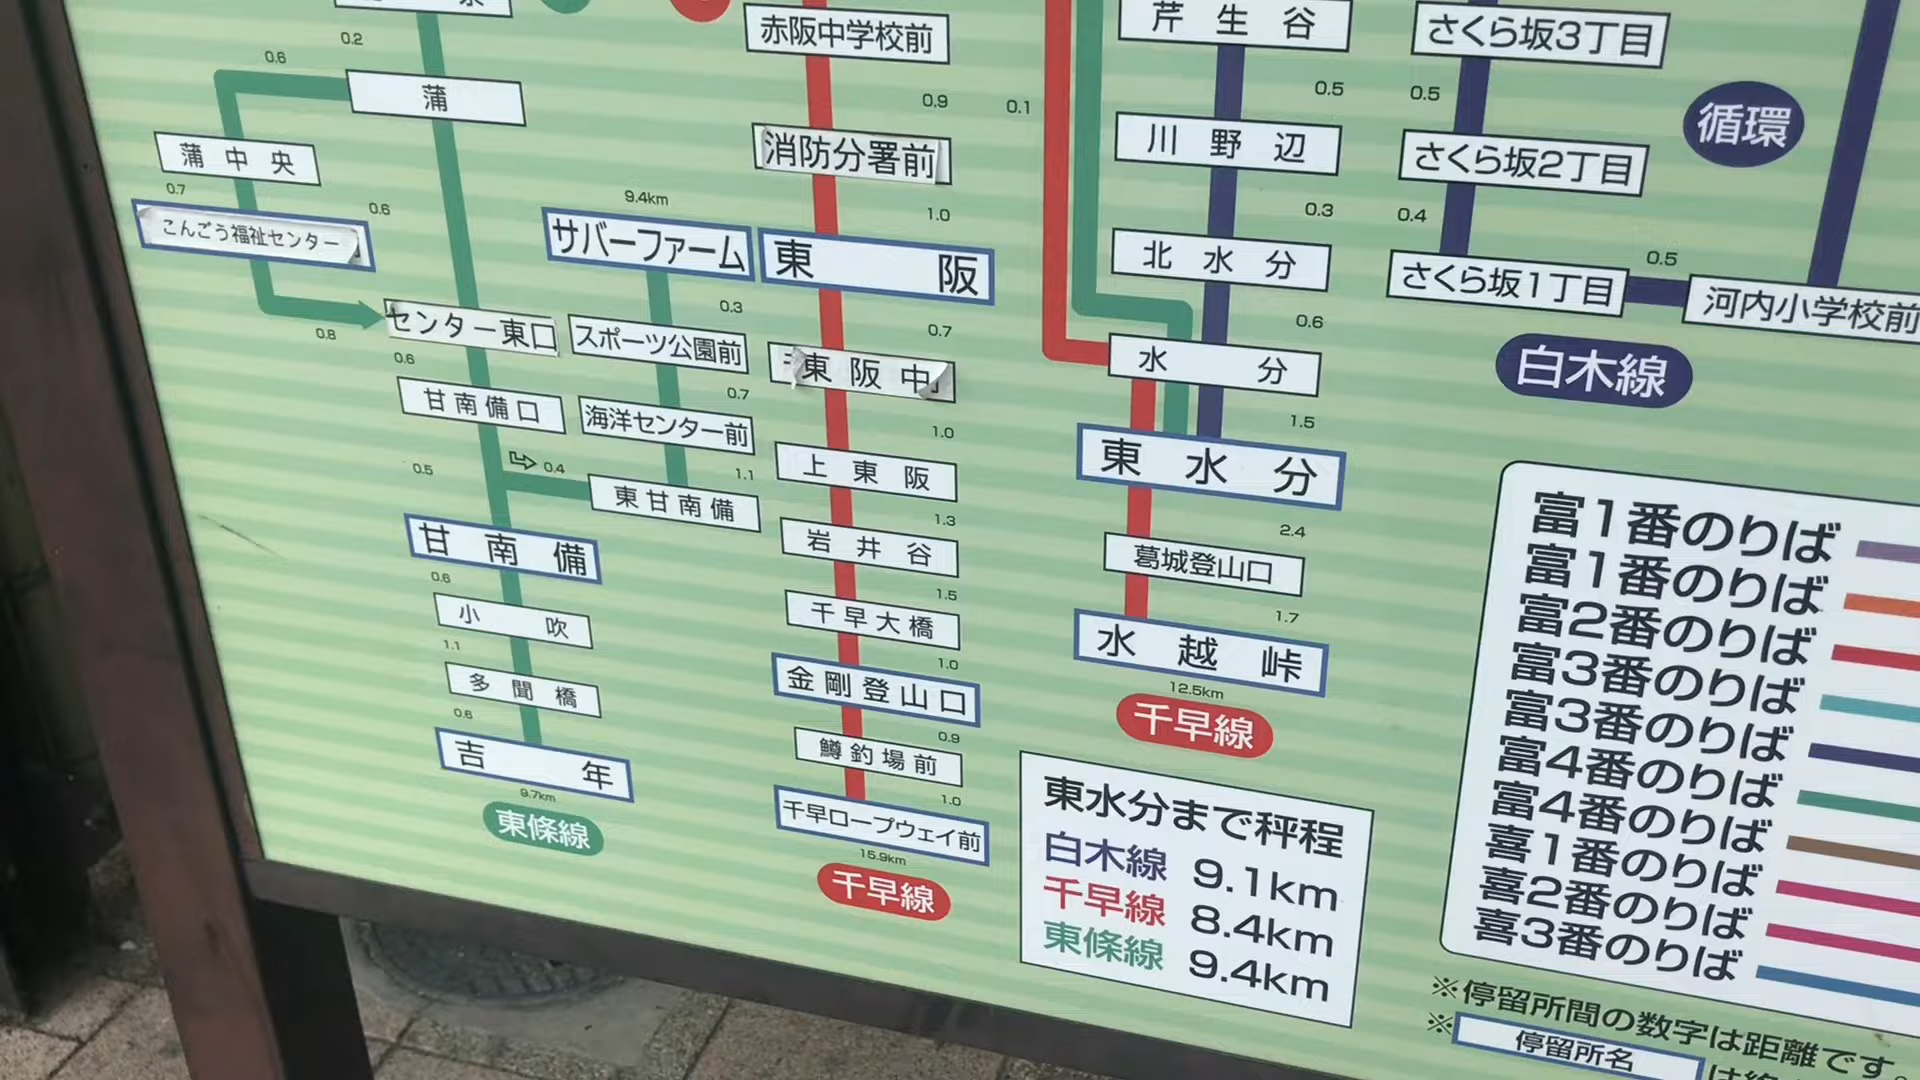 0.2
0.6
蒲
蒲中央
0.7
こんごう福祉センター
0.6
0.8
センター東口
0.6
甘南備口
0.5
0.4
甘南備
0.6
小吹
1.1
多聞橋
0.6
吉年
9.7km
東條線
9.4km
サバーファーム
0.3
スポーツ公園前
0.7
海洋センター前
1.1
東甘南備
赤阪中学校前
0.9
消防分署前
1.0
東阪
0.7
東阪中
1.0
上東阪
1.3
岩井谷
1.5
千早大橋
1.0
金剛登山口
0.9
鱒釣場前
1.0
千早ロープウェイ前
15.9km
千早線
0.1
芹生谷
0.5
川野辺
0.3
北水分
0.6
水分
1.5
東水分
2.4
葛城登山口
1.7
水越峠
12.5km
千早線
さくら坂3丁目
0.5
さくら坂2丁目
0.4
さくら坂1丁目
0.5
河内小学校前
循環
白木線
東水分まで秤程
白木線 9.1km
千早線 8.4km
東條線 9.4km
富1番のりば
富1番のりば
富2番のりば
富3番のりば
富3番のりば
富4番のりば
富4番のりば
喜1番のりば
喜2番のりば
喜3番のりば
※停留所間の数字は距離です。
※停留所名